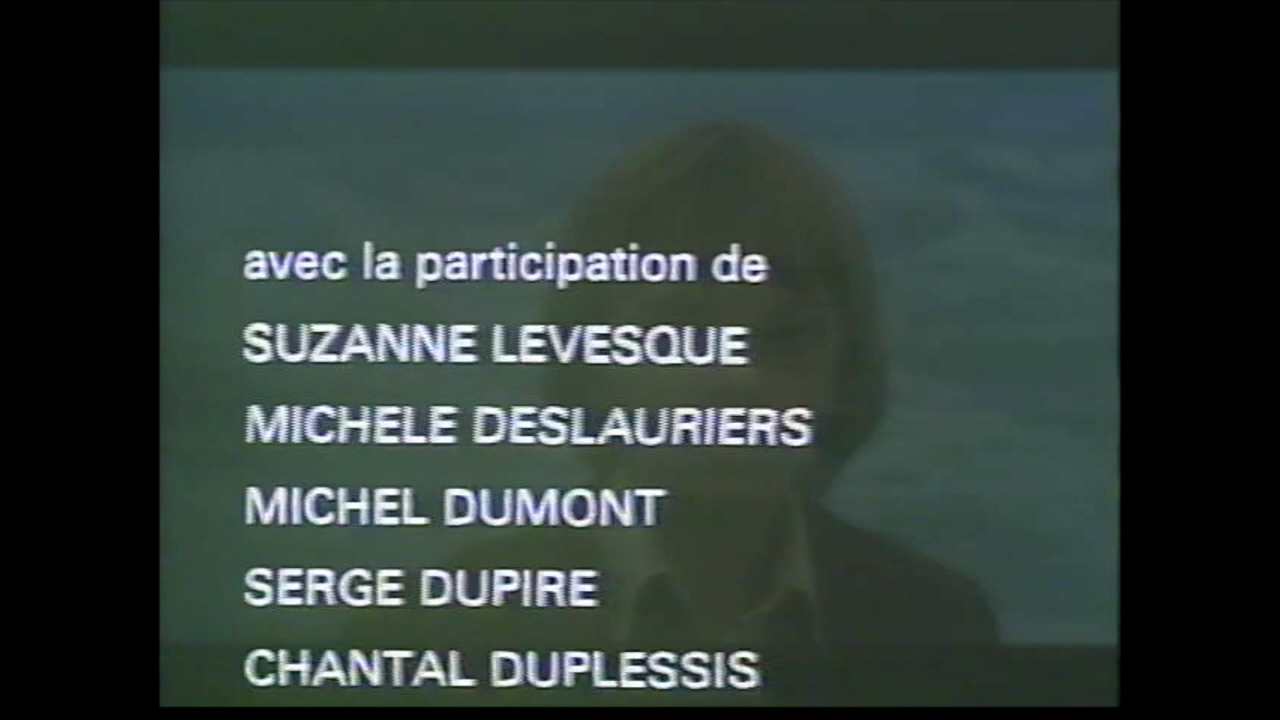 avec la participation de
SUZANNE LEVESQUE
MICHELE DESLAURIERS
MICHEL DUMONT
SERGE DUPIRE
CHANTAL DUPLESSIS